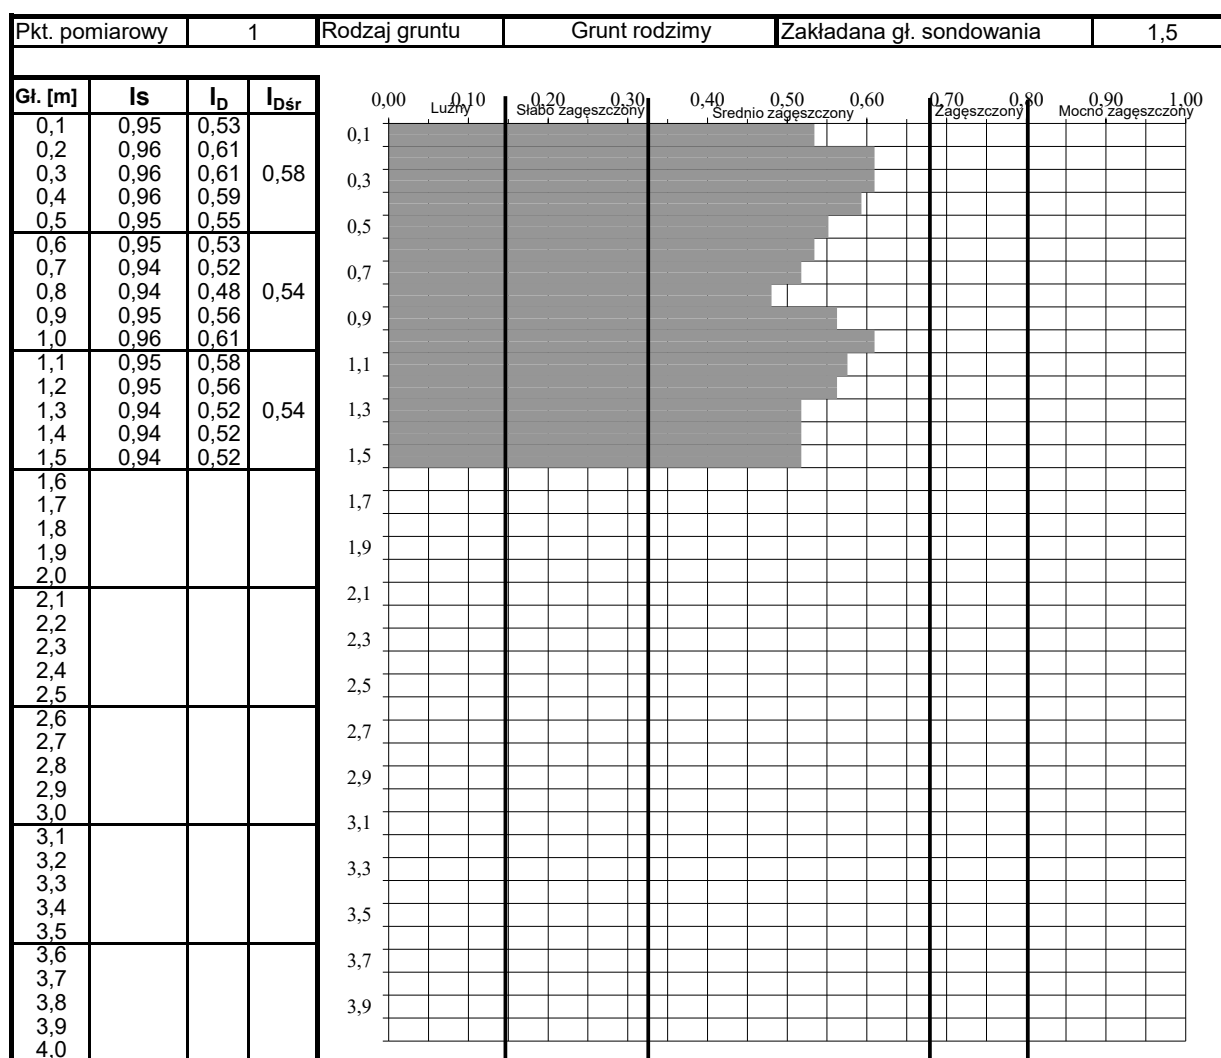 Pkt. pomiarowy 1 Rodzaj gruntu Grunt rodzimy Zakładana gł. sondowania 1,5
Gł. [m] Is ID IDśr
0,1 0,95 0,53
0,2 0,96 0,61
0,3 0,96 0,61 0,58
0,4 0,96 0,59
0,5 0,95 0,55
0,6 0,95 0,53
0,7 0,94 0,52
0,8 0,94 0,48 0,54
0,9 0,95 0,56
1,0 0,96 0,61
1,1 0,95 0,58
1,2 0,95 0,56
1,3 0,94 0,52 0,54
1,4 0,94 0,52
1,5 0,94 0,52
1,6
1,7
1,8
1,9
2,0
2,1
2,2
2,3
2,4
2,5
2,6
2,7
2,8
2,9
3,0
3,1
3,2
3,3
3,4
3,5
3,6
3,7
3,8
3,9
4,0
0,00 0,10 0,20 0,30 0,40 0,50 0,60 0,70 0,80 0,90 1,00
Luźny Słabo zagęszczony Średnio zagęszczony Zagęszczony Mocno zagęszczony
0,1
0,3
0,5
0,7
0,9
1,1
1,3
1,5
1,7
1,9
2,1
2,3
2,5
2,7
2,9
3,1
3,3
3,5
3,7
3,9